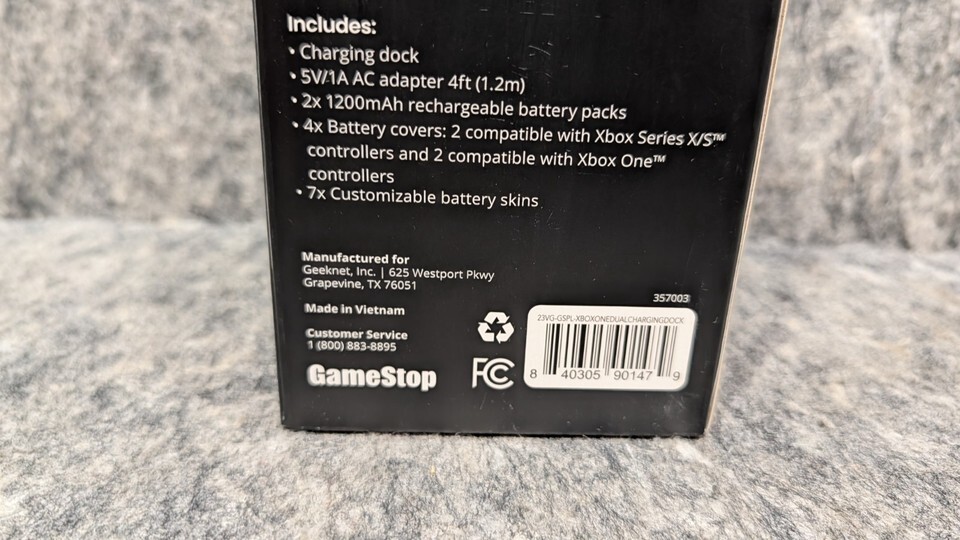 Includes:
• Charging dock
• 5V/1A AC adapter 4ft (1.2m)
• 2x 1200mAh rechargeable battery packs
• 4x Battery covers: 2 compatible with Xbox Series X/S™
controllers and 2 compatible with Xbox One™
controllers
• 7x Customizable battery skins
Manufactured for
Geeknet, Inc. | 625 Westport Pkwy
Grapevine, TX 76051
Made in Vietnam
Customer Service
1 (800) 883-8895
GameStop
FC
357003
23VG-GSPL-XBOXONEDUALCHARGINGDOCK
8 40305 90147 9